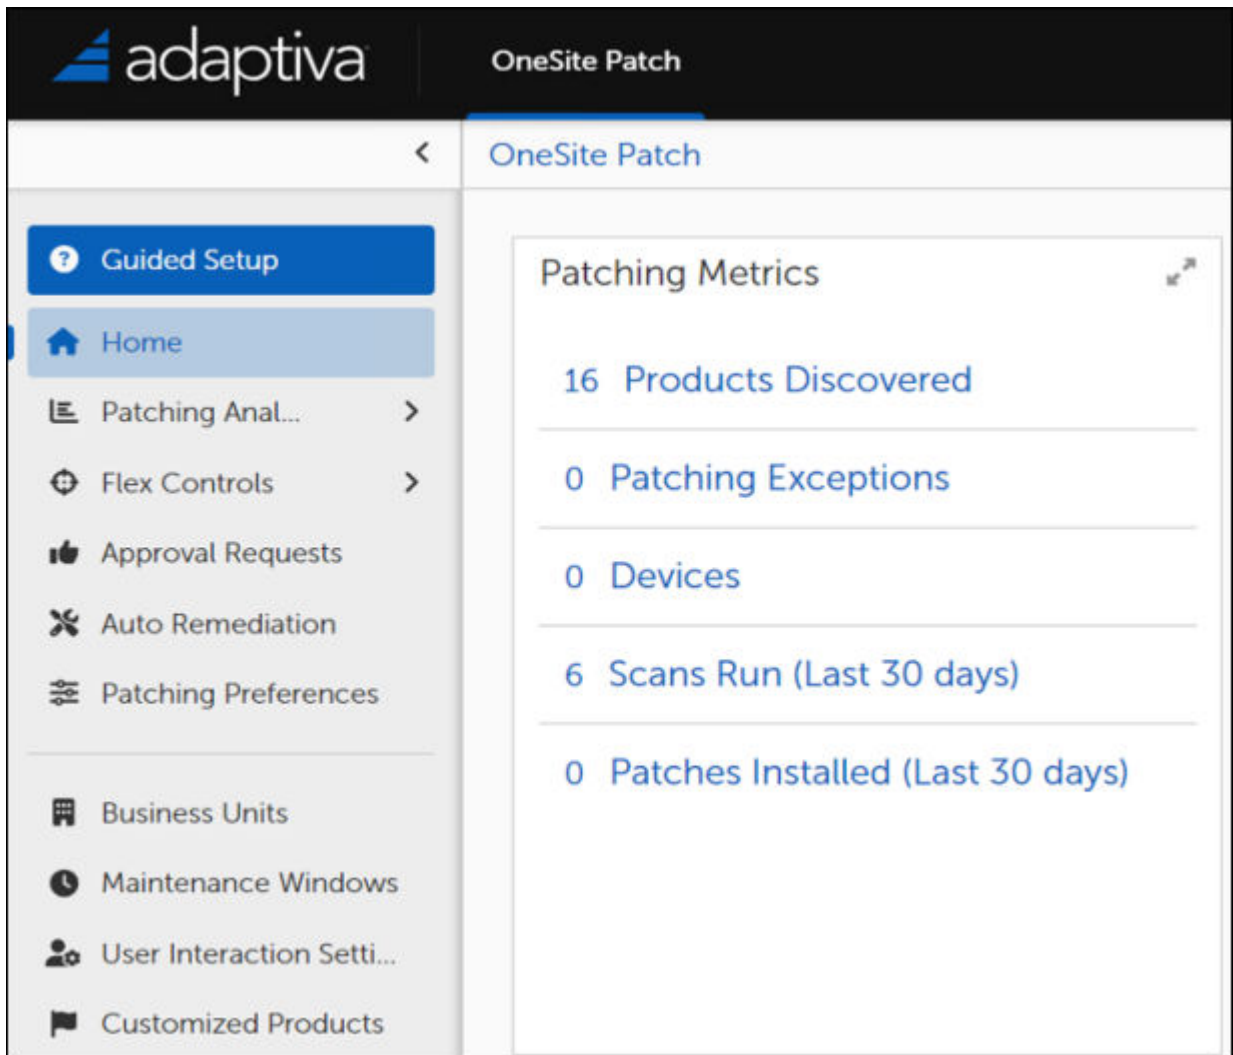 adaptiva
OneSite Patch
OneSite Patch
Guided Setup
Home
Patching Anal...
Flex Controls
Approval Requests
Auto Remediation
Patching Preferences
Business Units
Maintenance Windows
User Interaction Setti...
Customized Products
Patching Metrics
16 Products Discovered
0 Patching Exceptions
0 Devices
6 Scans Run (Last 30 days)
0 Patches Installed (Last 30 days)